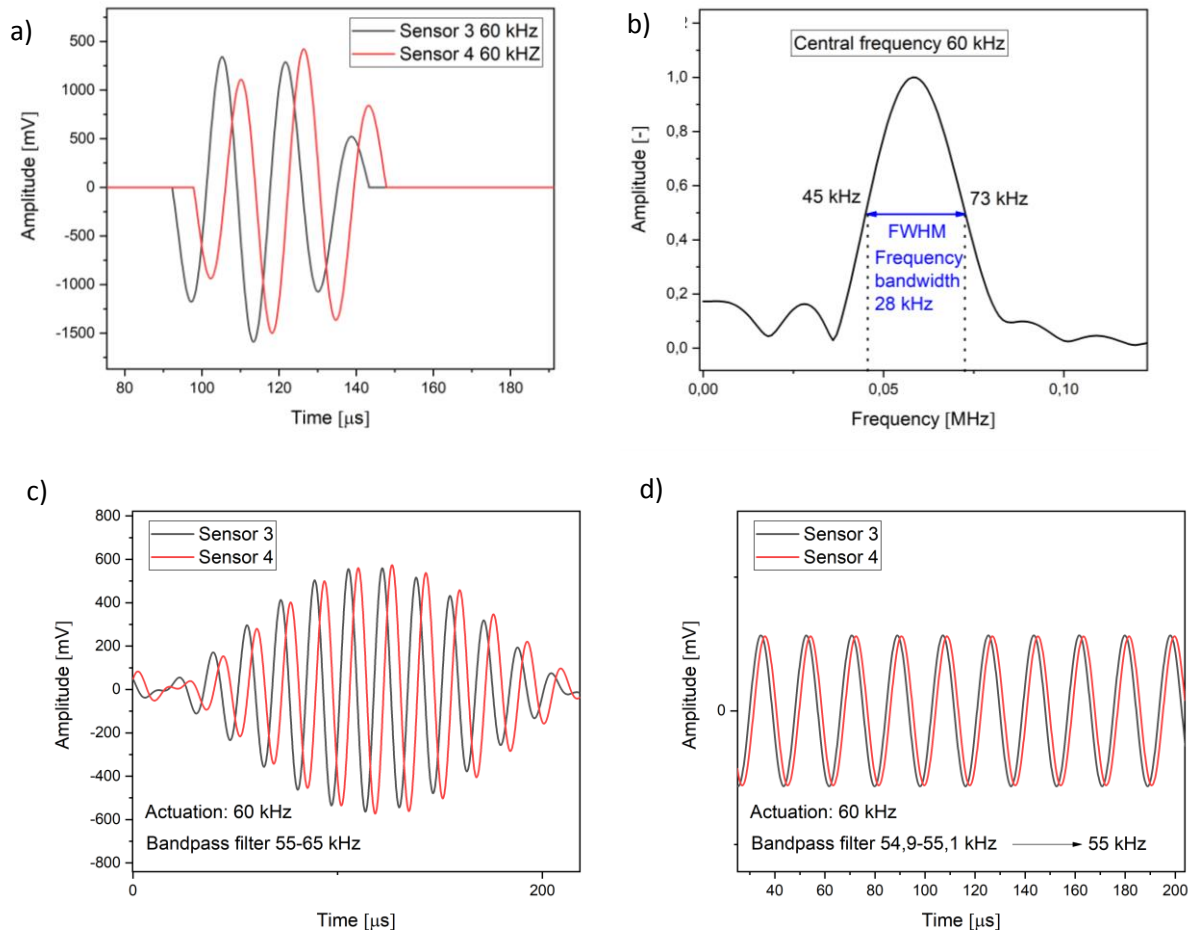 a)
Sensor 3 60 kHz
Sensor 4 60 kHZ
500
1000
500
0
-500
1000
-1500
Amplitude [mV]
80
100
120
140
160
180
Time [μs]
b)
Central frequency 60 kHz
1,0
0,8
0,6
0,4
0,2
0,0
Amplitude [-]
45 kHz
73 kHz
FWHM
Frequency
bandwidth
28 kHz
0,00
0,05
0,10
Frequency [MHz]
c)
Sensor 3
Sensor 4
800
600
400
200
0
-200
-400
-600
-800
Amplitude [mV]
Actuation: 60 kHz
Bandpass filter 55-65 kHz
0
200
Time [μs]
d)
Sensor 3
Sensor 4
0
Amplitude [mV]
Actuation: 60 kHz
Bandpass filter 54,9-55,1 kHz
55 kHz
40
60
80
100
120
140
160
180
200
Time [μs]